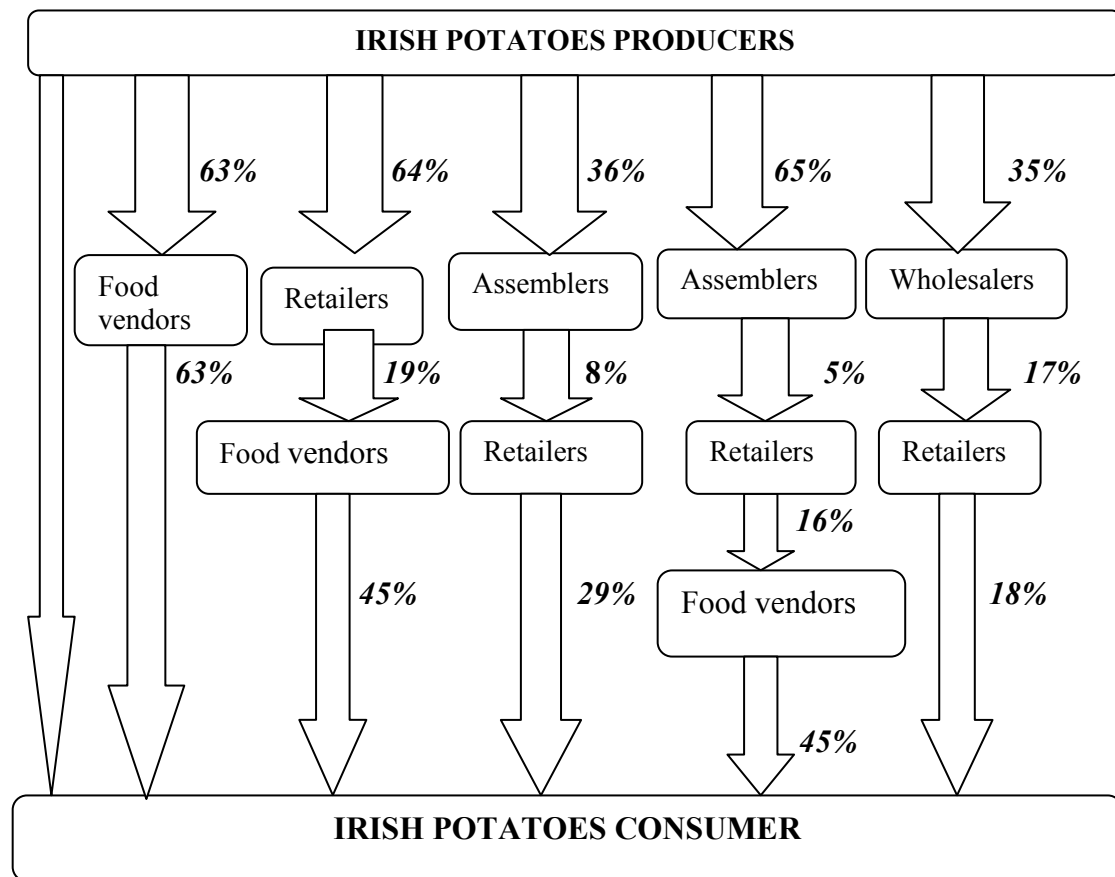 IRISH POTATOES PRODUCERS
63%
64%
36%
65%
35%
Food
vendors
Retailers
Assemblers
Assemblers
Wholesalers
63%
19%
8%
5%
17%
Food vendors
Retailers
Retailers
Retailers
16%
45%
29%
Food vendors
18%
45%
IRISH POTATOES CONSUMER